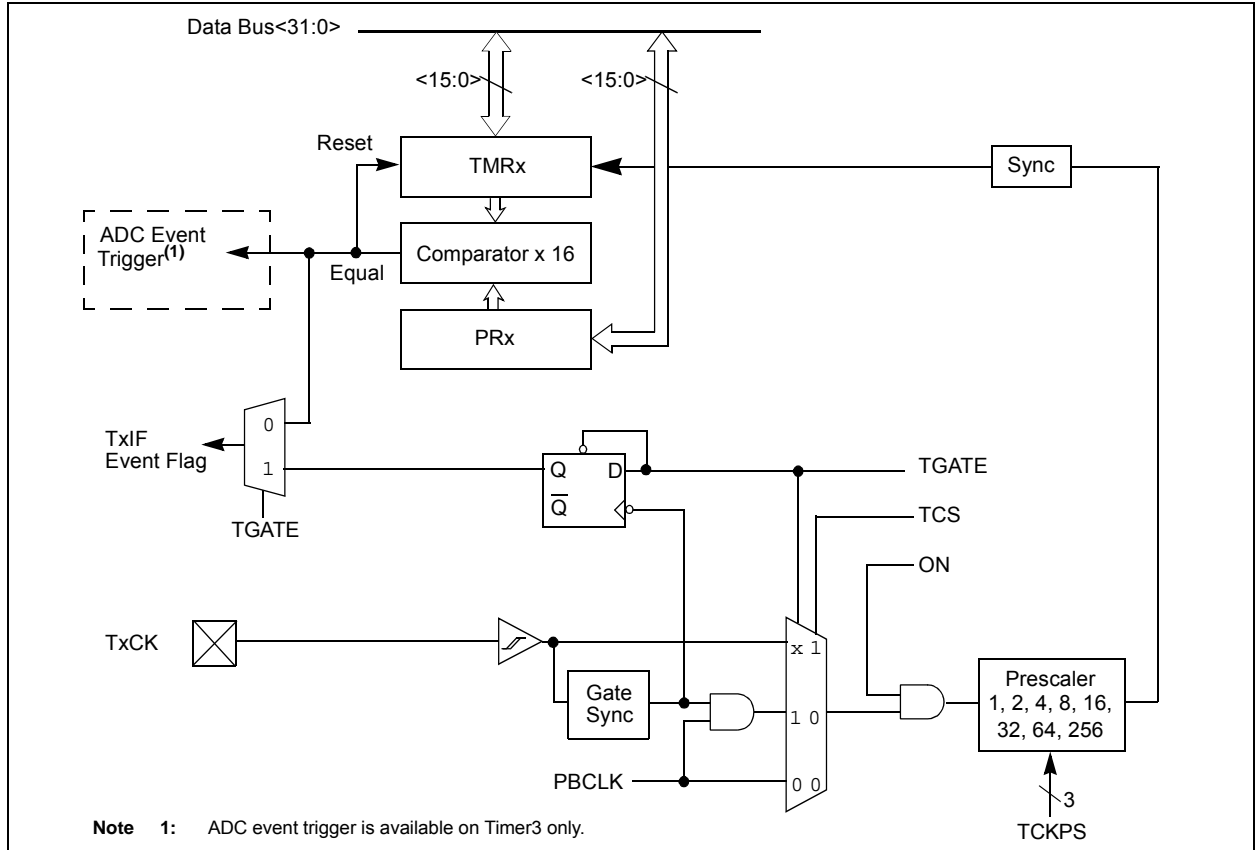 Data Bus<31:0>
<15:0>
<15:0>
Reset
TMRx
Sync
ADC Event
Trigger(1)
Equal
Comparator x 16
PRx
TxIF
Event Flag
0
1
TGATE
Q
D
Q̅
TGATE
TCS
ON
TxCK
x 1
Gate
Sync
1 0
Prescaler
1, 2, 4, 8, 16,
32, 64, 256
PBCLK
0 0
3
TCKPS
Note 1: ADC event trigger is available on Timer3 only.